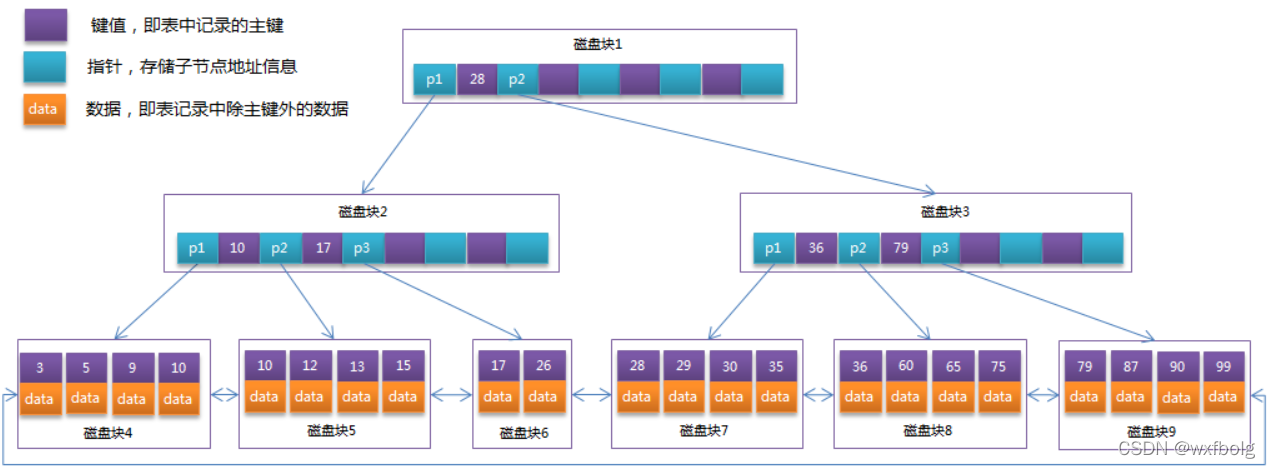 键值，即表中记录的主键
指针，存储子节点地址信息
data 数据，即表记录中除主键外的数据
磁盘块1
p1 28 p2
磁盘块2
p1 10 p2 17 p3
磁盘块3
p1 36 p2 79 p3
3 5 9 10
data data data data
磁盘块4
10 12 13 15
data data data data
磁盘块5
17 26
data data
磁盘块6
28 29 30 35
data data data data
磁盘块7
36 60 65 75
data data data data
磁盘块8
79 87 90 99
data data data data
磁盘块9
CSDN @wxfbolg